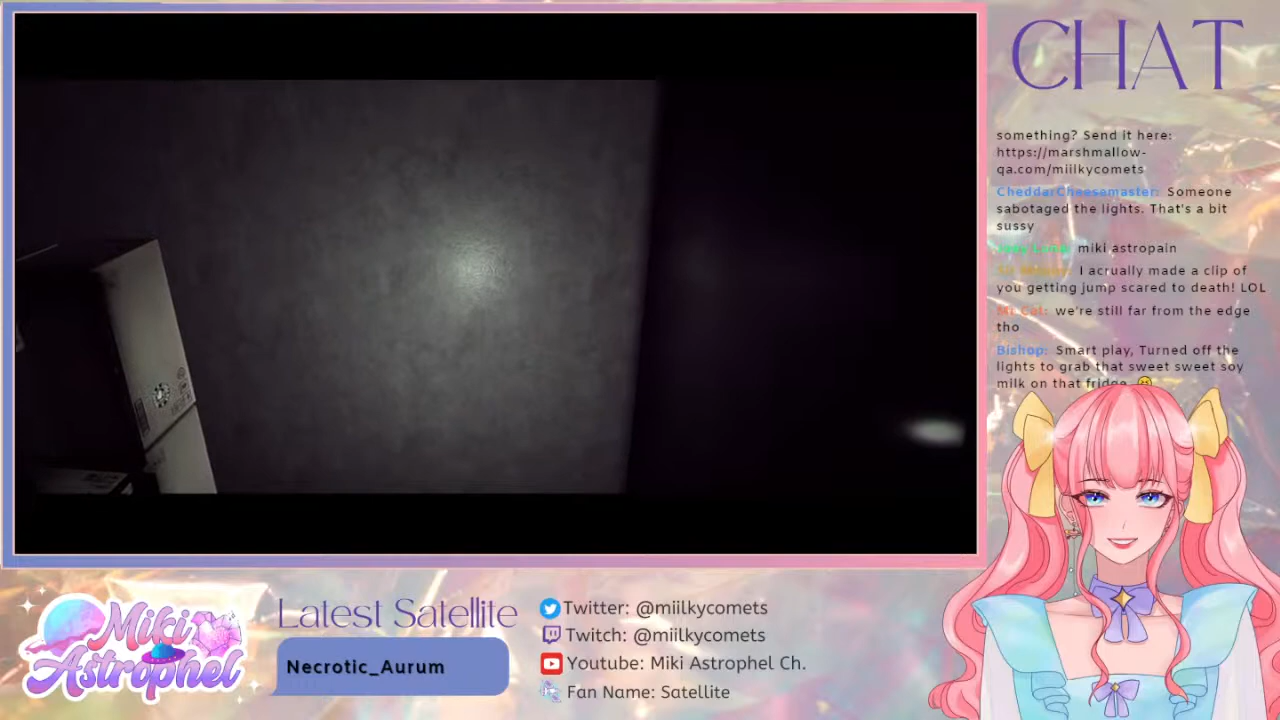 CHAT
something? Send it here:
https://marshmallow-
qa.com/miilkycomets
CheddarCheesemaster: Someone
sabotaged the lights. That's a bit
sussy
miki astropain
I acrually made a clip of
you getting jump scared to death! LOL
Mr Cat: we're still far from the edge
tho
Bishop: Smart play, Turned off the
lights to grab that sweet sweet soy
milk on that fridge
Miki
Astrophel
Latest Satellite
Necrotic_Aurum
Twitter: @miilkycomets
Twitch: @miilkycomets
Youtube: Miki Astrophel Ch.
Fan Name: Satellite